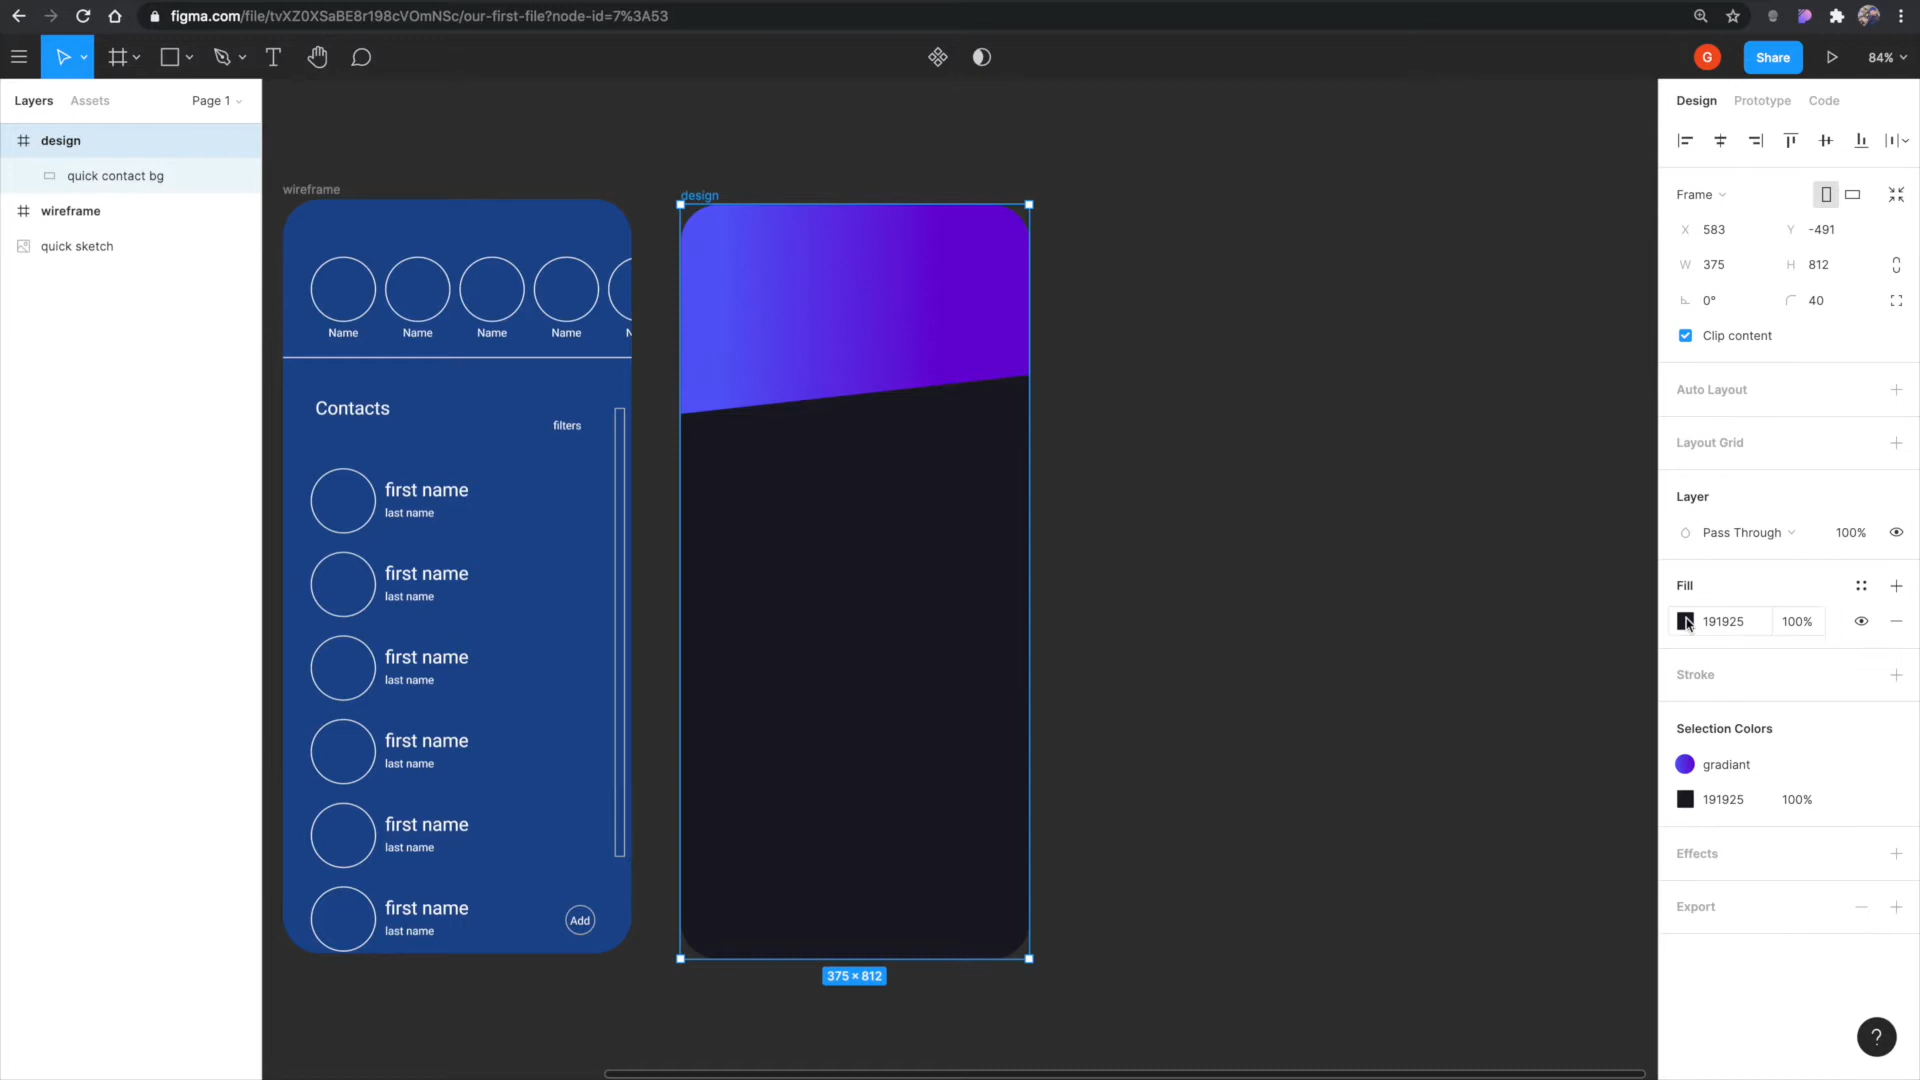 figma.com/file/tvXZ0XSaBE8r198cVOmNSc/our-first-file?node-id=7%3A53
G
Share
84%
Layers
Assets
Page 1
design
quick contact bg
wireframe
quick sketch
wireframe
Name
Name
Name
Name
N
Contacts
filters
first name
last name
first name
last name
first name
last name
first name
last name
first name
last name
first name
last name
Add
design
375 × 812
Design
Prototype
Code
Frame
X 583
Y -491
W 375
H 812
0°
40
Clip content
Auto Layout
Layout Grid
Layer
Pass Through
100%
Fill
191925
100%
Stroke
Selection Colors
gradiant
191925
100%
Effects
Export
?